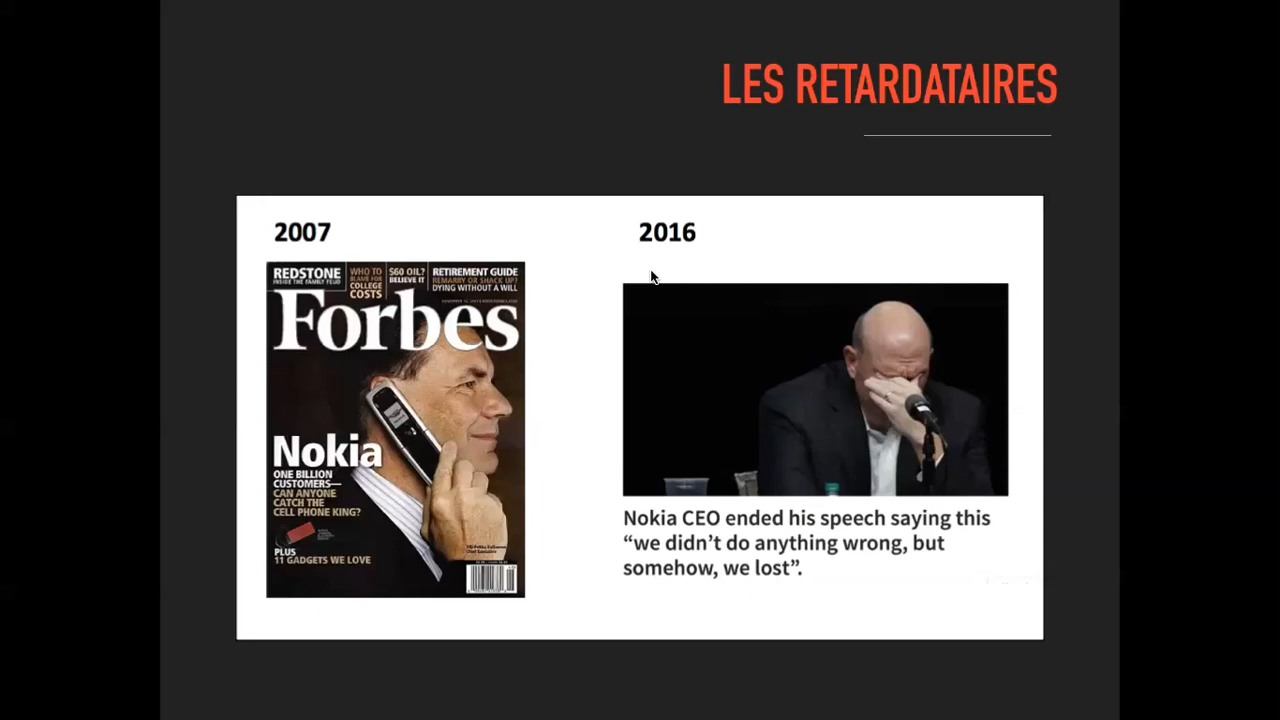 LES RETARDATAIRES
2007
2016
REDSTONE
INSIDE THE FAMILY FEUD
WHO TO
BLAME FOR
COLLEGE
COSTS
$60 OIL?
BELIEVE IT
RETIREMENT GUIDE
REMARRY OR SHACK UP?
DYING WITHOUT A WILL
Forbes
Nokia
ONE BILLION
CUSTOMERS—
CAN ANYONE
CATCH THE
CELL PHONE KING?
PLUS
11 GADGETS WE LOVE
Nokia CEO ended his speech saying this
“we didn’t do anything wrong, but
somehow, we lost”.